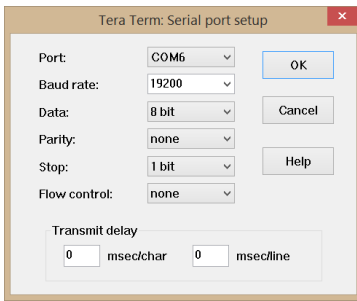 Tera Term: Serial port setup
Port: COM6
OK
Baud rate: 19200
Data: 8 bit
Cancel
Parity: none
Stop: 1 bit
Help
Flow control: none
Transmit delay
0 msec/char 0 msec/line